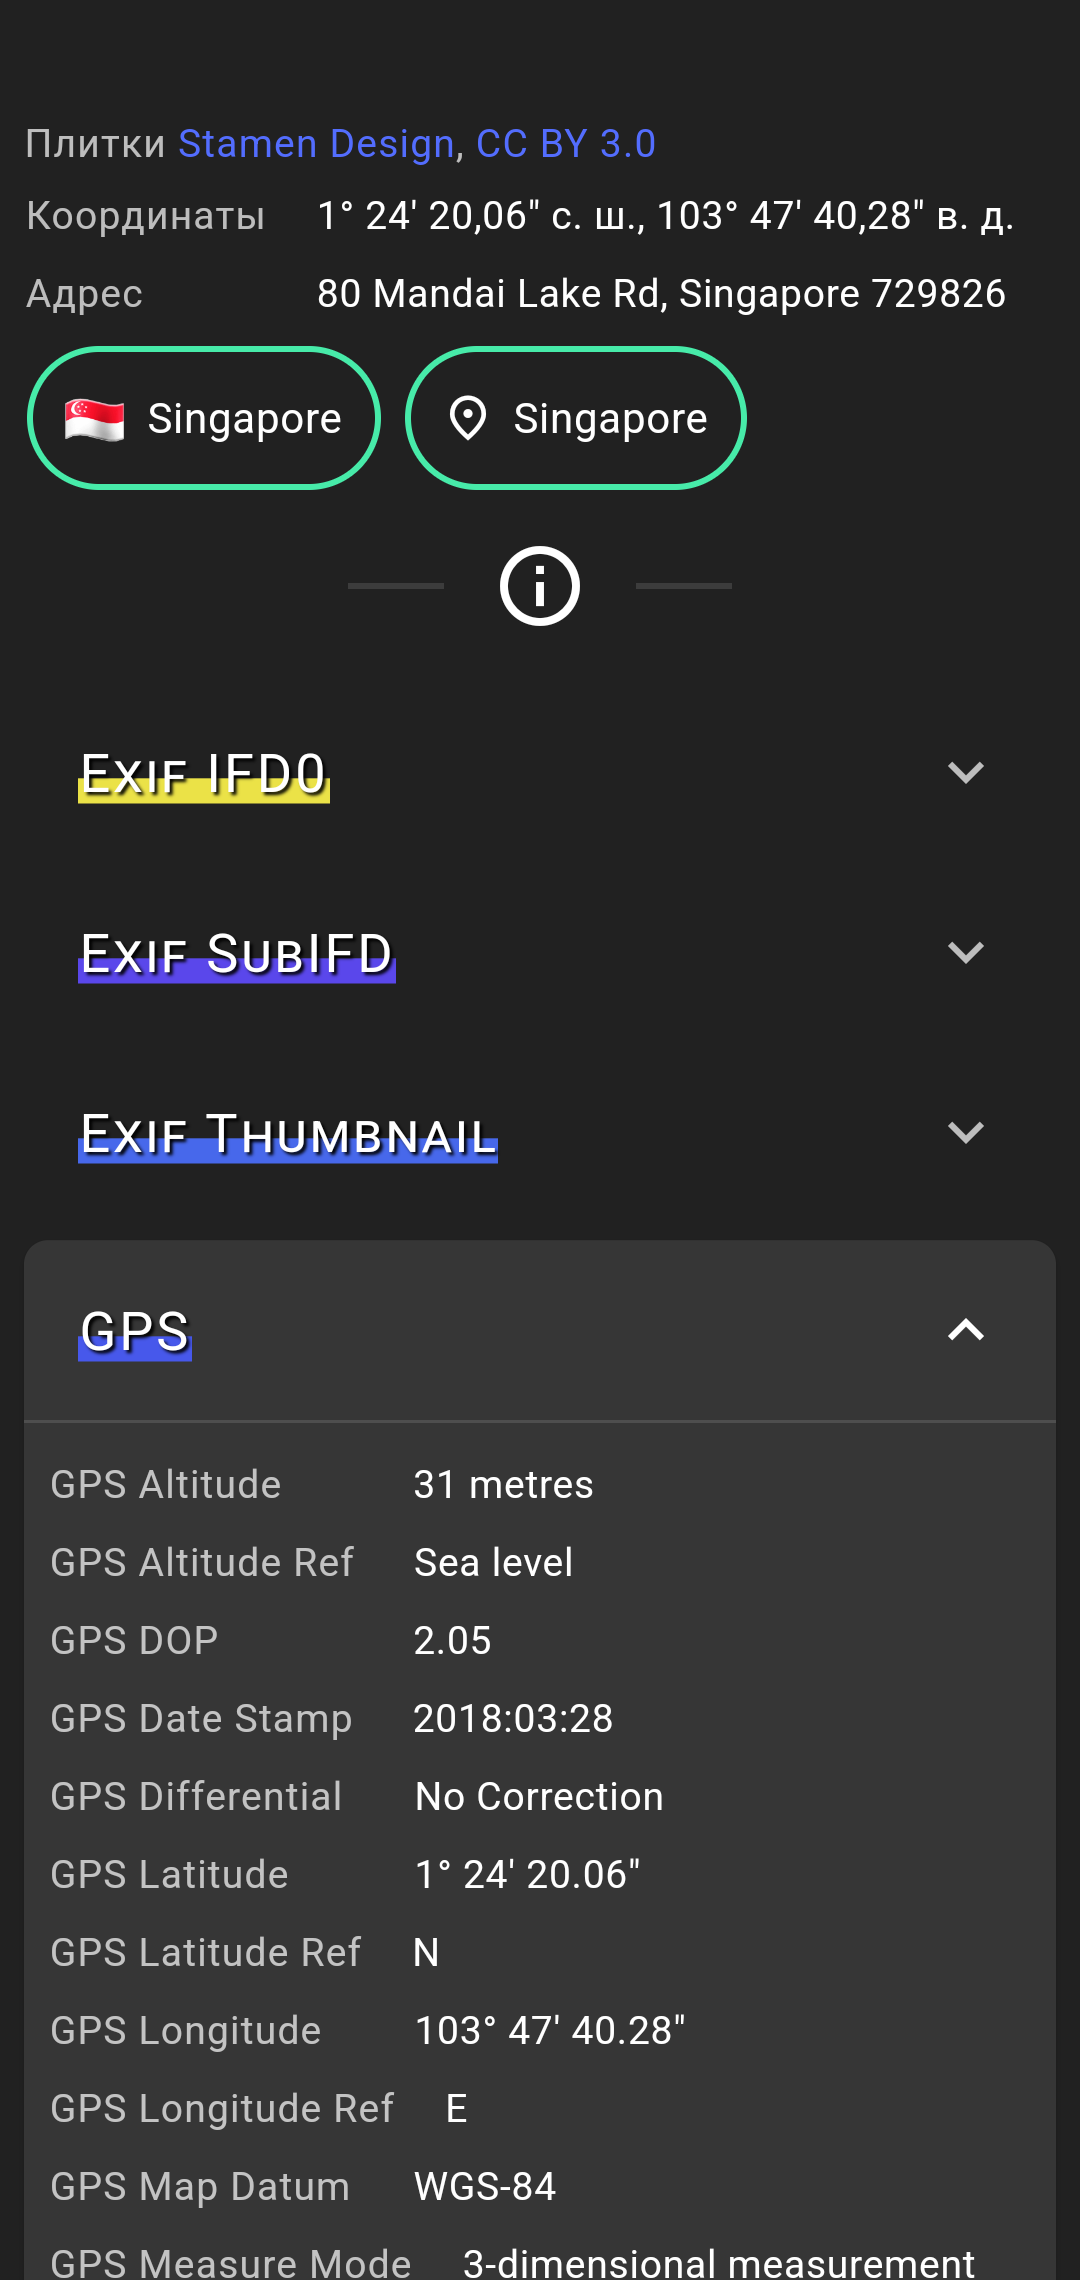 Плитки Stamen Design, CC BY 3.0
Координаты 1° 24' 20,06" с. ш., 103° 47' 40,28" в. д.
Адрес 80 Mandai Lake Rd, Singapore 729826
Singapore Singapore
Exif IFD0
Exif SubIFD
Exif Thumbnail
GPS
GPS Altitude 31 metres
GPS Altitude Ref Sea level
GPS DOP 2.05
GPS Date Stamp 2018:03:28
GPS Differential No Correction
GPS Latitude 1° 24' 20.06"
GPS Latitude Ref N
GPS Longitude 103° 47' 40.28"
GPS Longitude Ref E
GPS Map Datum WGS-84
GPS Measure Mode 3-dimensional measurement